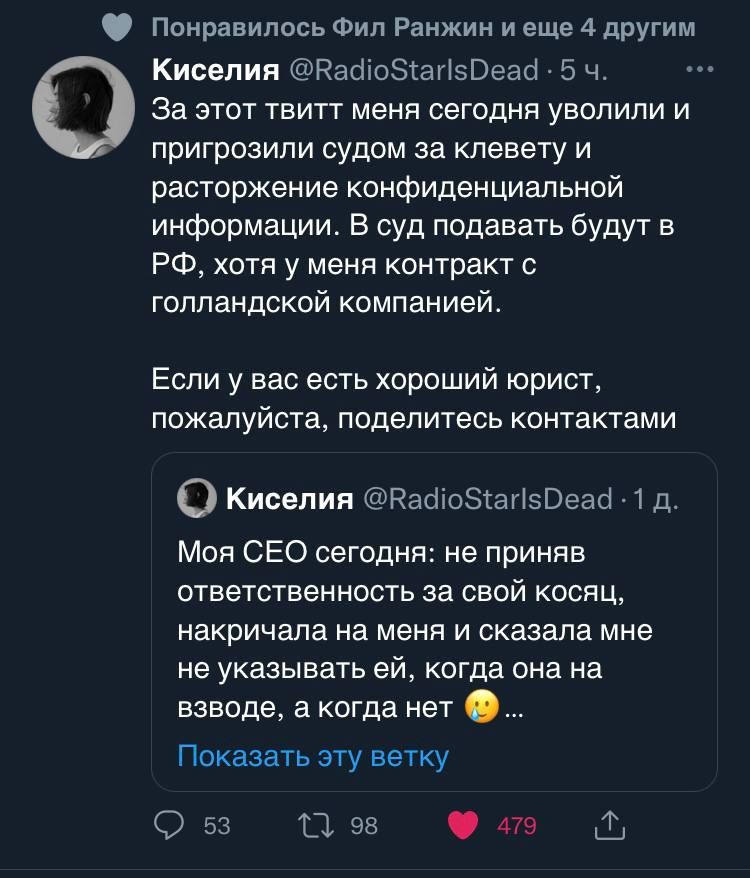 Понравилось Фил Ранжин и еще 4 другим
Киселия @RadioStarIsDead · 5 ч.
За этот твитт меня сегодня уволили и
пригрозили судом за клевету и
расторжение конфиденциальной
информации. В суд подавать будут в
РФ, хотя у меня контракт с
голландской компанией.
Если у вас есть хороший юрист,
пожалуйста, поделитесь контактами
Киселия @RadioStarIsDead · 1 д.
Моя CEO сегодня: не приняв
ответственность за свой косяц,
накричала на меня и сказала мне
не указывать ей, когда она на
взводе, а когда нет 🥲...
Показать эту ветку
53 98 479